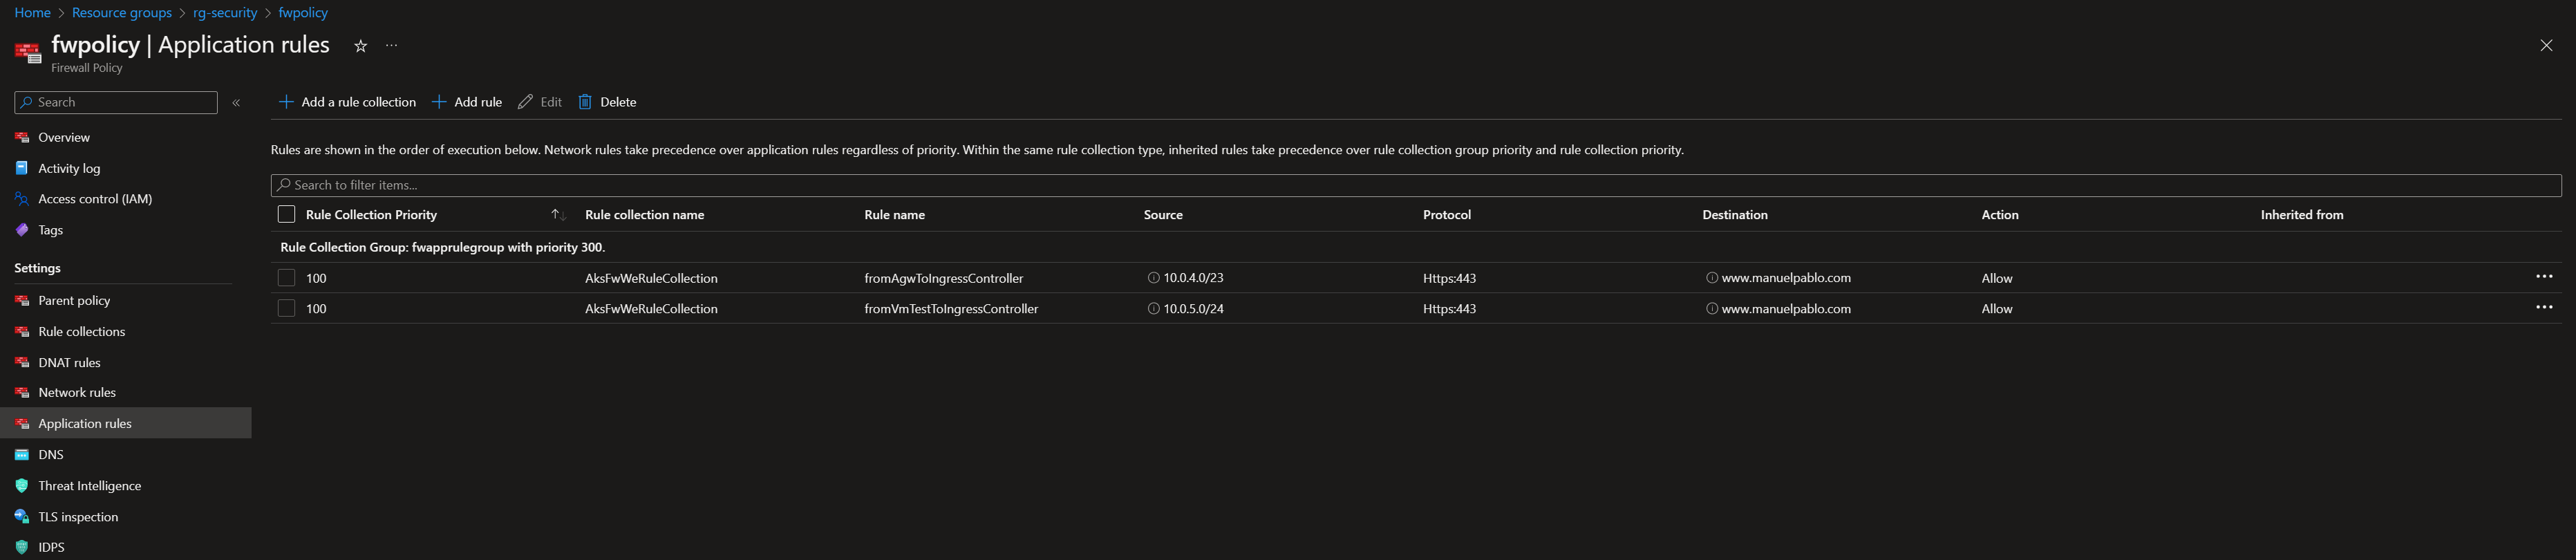 Home > Resource groups > rg-security > fwpolicy
fwpolicy | Application rules
Firewall Policy
Search
Overview
Activity log
Access control (IAM)
Tags
Settings
Parent policy
Rule collections
DNAT rules
Network rules
Application rules
DNS
Threat Intelligence
TLS inspection
IDPS
Add a rule collection Add rule Edit Delete
Rules are shown in the order of execution below. Network rules take precedence over application rules regardless of priority. Within the same rule collection type, inherited rules take precedence over rule collection group priority and rule collection priority.
Search to filter items...
Rule Collection Priority Rule collection name Rule name Source Protocol Destination Action Inherited from
Rule Collection Group: fwapprulegroup with priority 300.
100 AksFwWeRuleCollection fromAgwToIngressController 10.0.4.0/23 Https:443 www.manuelpablo.com Allow
100 AksFwWeRuleCollection fromVmTestToIngressController 10.0.5.0/24 Https:443 www.manuelpablo.com Allow